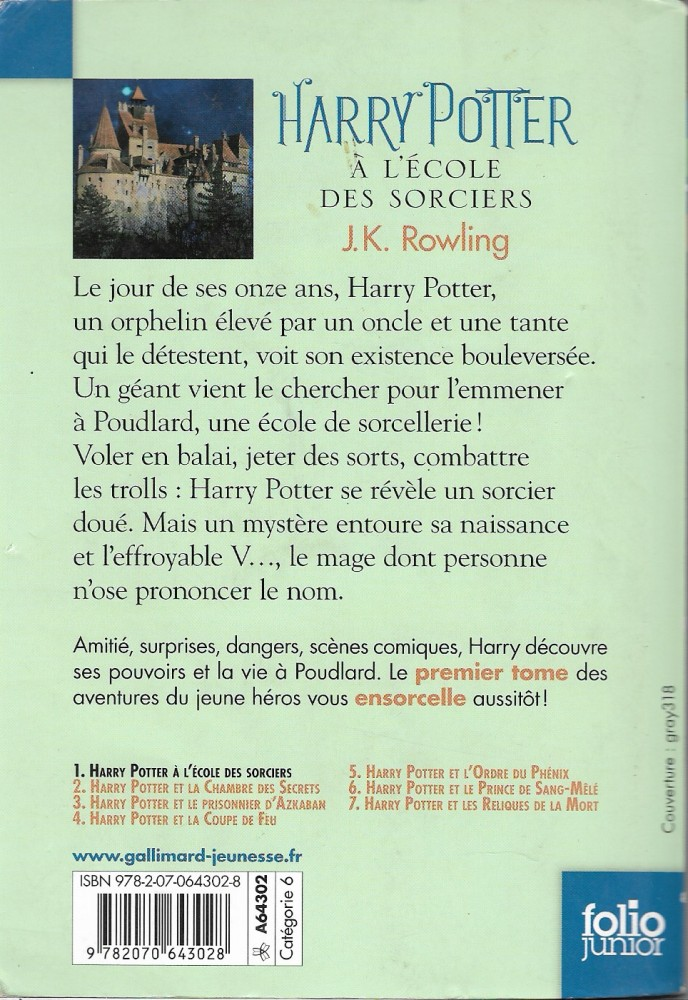 HARRY POTTER
À L'ÉCOLE
DES SORCIERS
J.K. Rowling
Le jour de ses onze ans, Harry Potter,
un orphelin élevé par un oncle et une tante
qui le détestent, voit son existence bouleversée.
Un géant vient le chercher pour l'emmener
à Poudlard, une école de sorcellerie !
Voler en balai, jeter des sorts, combattre
les trolls : Harry Potter se révèle un sorcier
doué. Mais un mystère entoure sa naissance
et l'effroyable V…, le mage dont personne
n'ose prononcer le nom.
Amitié, surprises, dangers, scènes comiques, Harry découvre
ses pouvoirs et la vie à Poudlard. Le premier tome des
aventures du jeune héros vous ensorcelle aussitôt !
1. HARRY POTTER À L'ÉCOLE DES SORCIERS
2. HARRY POTTER ET LA CHAMBRE DES SECRETS
3. HARRY POTTER ET LE PRISONNIER D'AZKABAN
4. HARRY POTTER ET LA COUPE DE FEU
5. HARRY POTTER ET L'ORDRE DU PHÉNIX
6. HARRY POTTER ET LE PRINCE DE SANG-MÊLÉ
7. HARRY POTTER ET LES RELIQUES DE LA MORT
www.gallimard-jeunesse.fr
ISBN 978-2-07-064302-8
9 782070 643028
A64302
Catégorie 6
Couverture : gray318
folio
junior